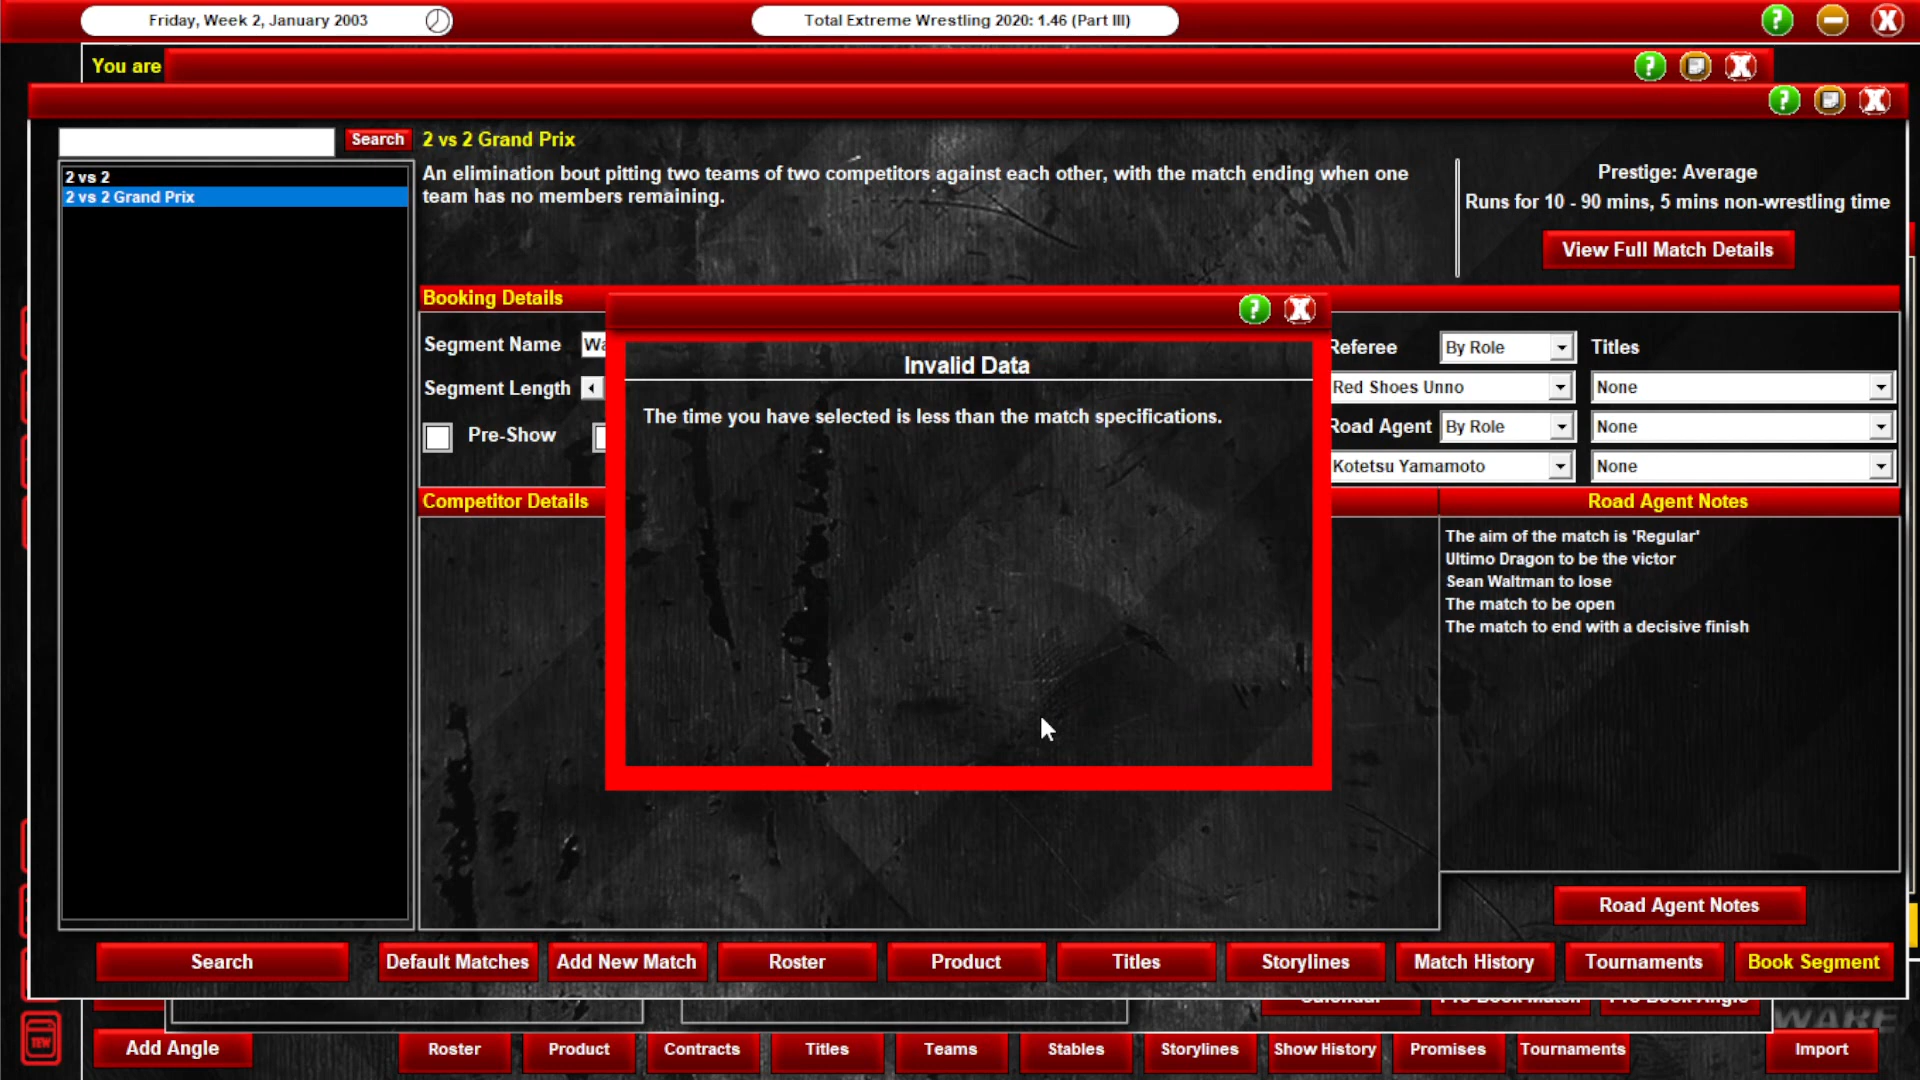 Friday, Week 2, January 2003
Total Extreme Wrestling 2020: 1.46 (Part III)
You are
Search
2 vs 2 Grand Prix
2 vs 2
2 vs 2 Grand Prix
An elimination bout pitting two teams of two competitors against each other, with the match ending when one
team has no members remaining.
Prestige: Average
Runs for 10 - 90 mins, 5 mins non-wrestling time
View Full Match Details
Booking Details
Segment Name
Segment Length
Pre-Show
Invalid Data
The time you have selected is less than the match specifications.
Referee
By Role
Titles
Red Shoes Unno
None
Road Agent
By Role
None
Kotetsu Yamamoto
None
Competitor Details
Road Agent Notes
The aim of the match is 'Regular'
Ultimo Dragon to be the victor
Sean Waltman to lose
The match to be open
The match to end with a decisive finish
Road Agent Notes
Search
Default Matches
Add New Match
Roster
Product
Titles
Storylines
Match History
Tournaments
Book Segment
TEW
Add Angle
Roster
Product
Contracts
Titles
Teams
Stables
Storylines
Show History
Promises
Tournaments
Import